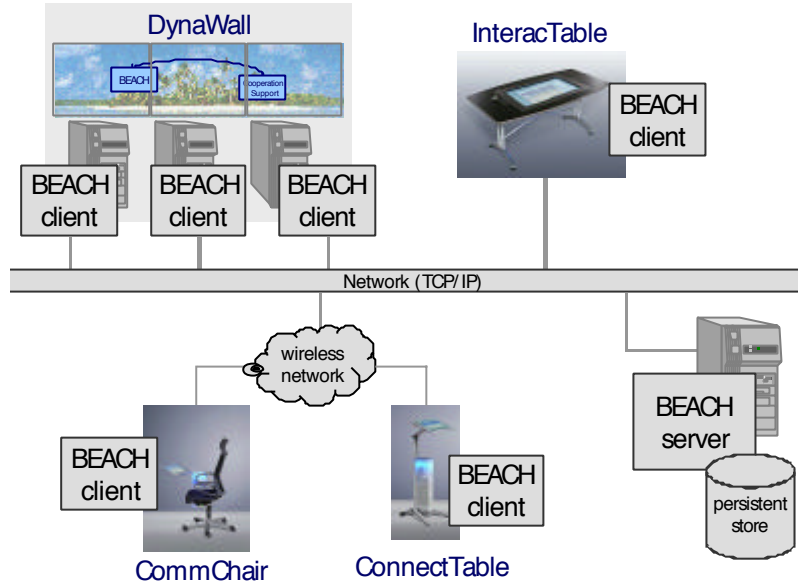 DynaWall
InteracTable
BEACH
Cooperation
Support
BEACH
client
BEACH
client
BEACH
client
BEACH
client
Network (TCP/IP)
wireless
network
BEACH
client
BEACH
client
BEACH
server
persistent
store
CommChair
ConnectTable